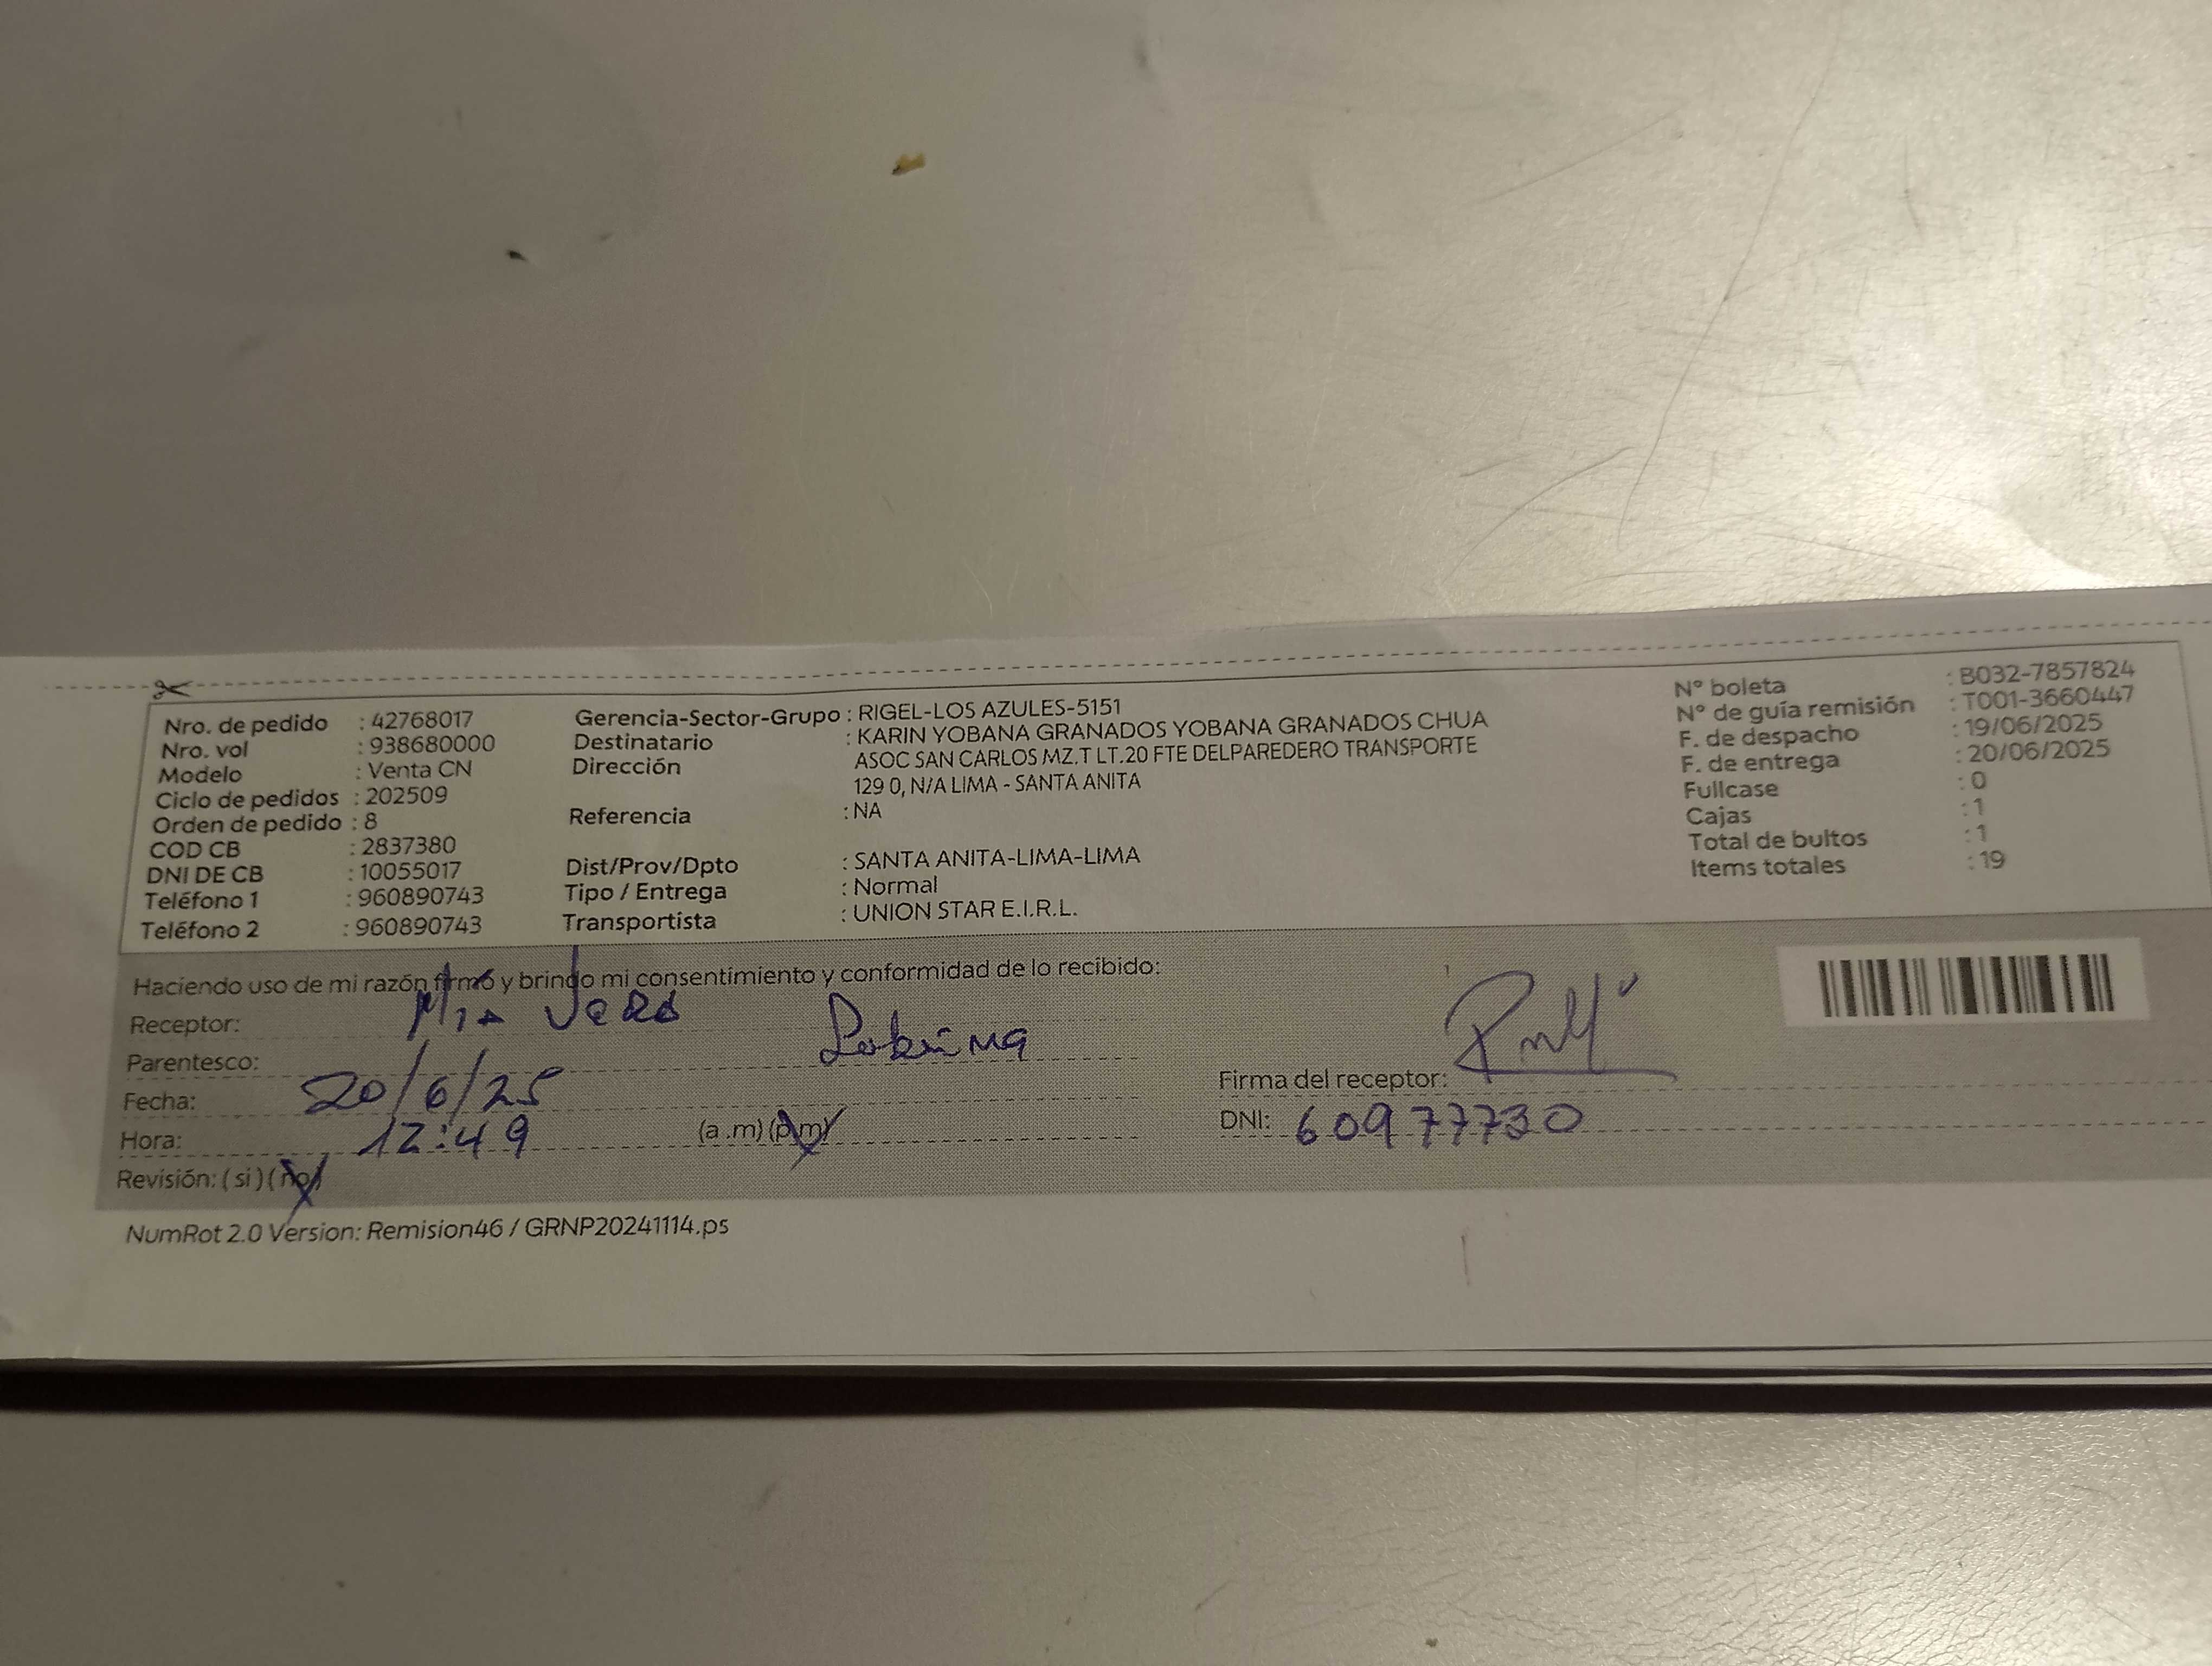 Nro. de pedido : 42768017
Nro. vol : 938680000
Modelo : Venta CN
Ciclo de pedidos : 202509
Orden de pedido : 8
COD CB : 2837380
DNI DE CB : 10055017
Teléfono 1 : 960890743
Teléfono 2 : 960890743
Gerencia-Sector-Grupo : RIGEL-LOS AZULES-5151
Destinatario : KARIN YOBANA GRANADOS YOBANA GRANADOS CHUA
Dirección ASOC SAN CARLOS MZ.T LT.20 FTE DELPAREDERO TRANSPORTE
129 0, N/A LIMA - SANTA ANITA
Referencia : NA
Dist/Prov/Dpto : SANTA ANITA-LIMA-LIMA
Tipo / Entrega : Normal
Transportista : UNION STAR E.I.R.L.
N° boleta : B032-7857824
N° de guía remisión : T001-3660447
F. de despacho : 19/06/2025
F. de entrega : 20/06/2025
Fullcase : 0
Cajas : 1
Total de bultos : 1
Items totales : 19
Haciendo uso de mi razón firmo y brindo mi consentimiento y conformidad de lo recibido:
Receptor: Mia
Parentesco: Sobrina
Fecha: 20/6/25
Hora: 12:49 (a.m) (p.m)
Revisión: ( si ) ( no )
Firma del receptor:
DNI: 60977730
NumRot 2.0 Version: Remision46 / GRNP20241114.ps